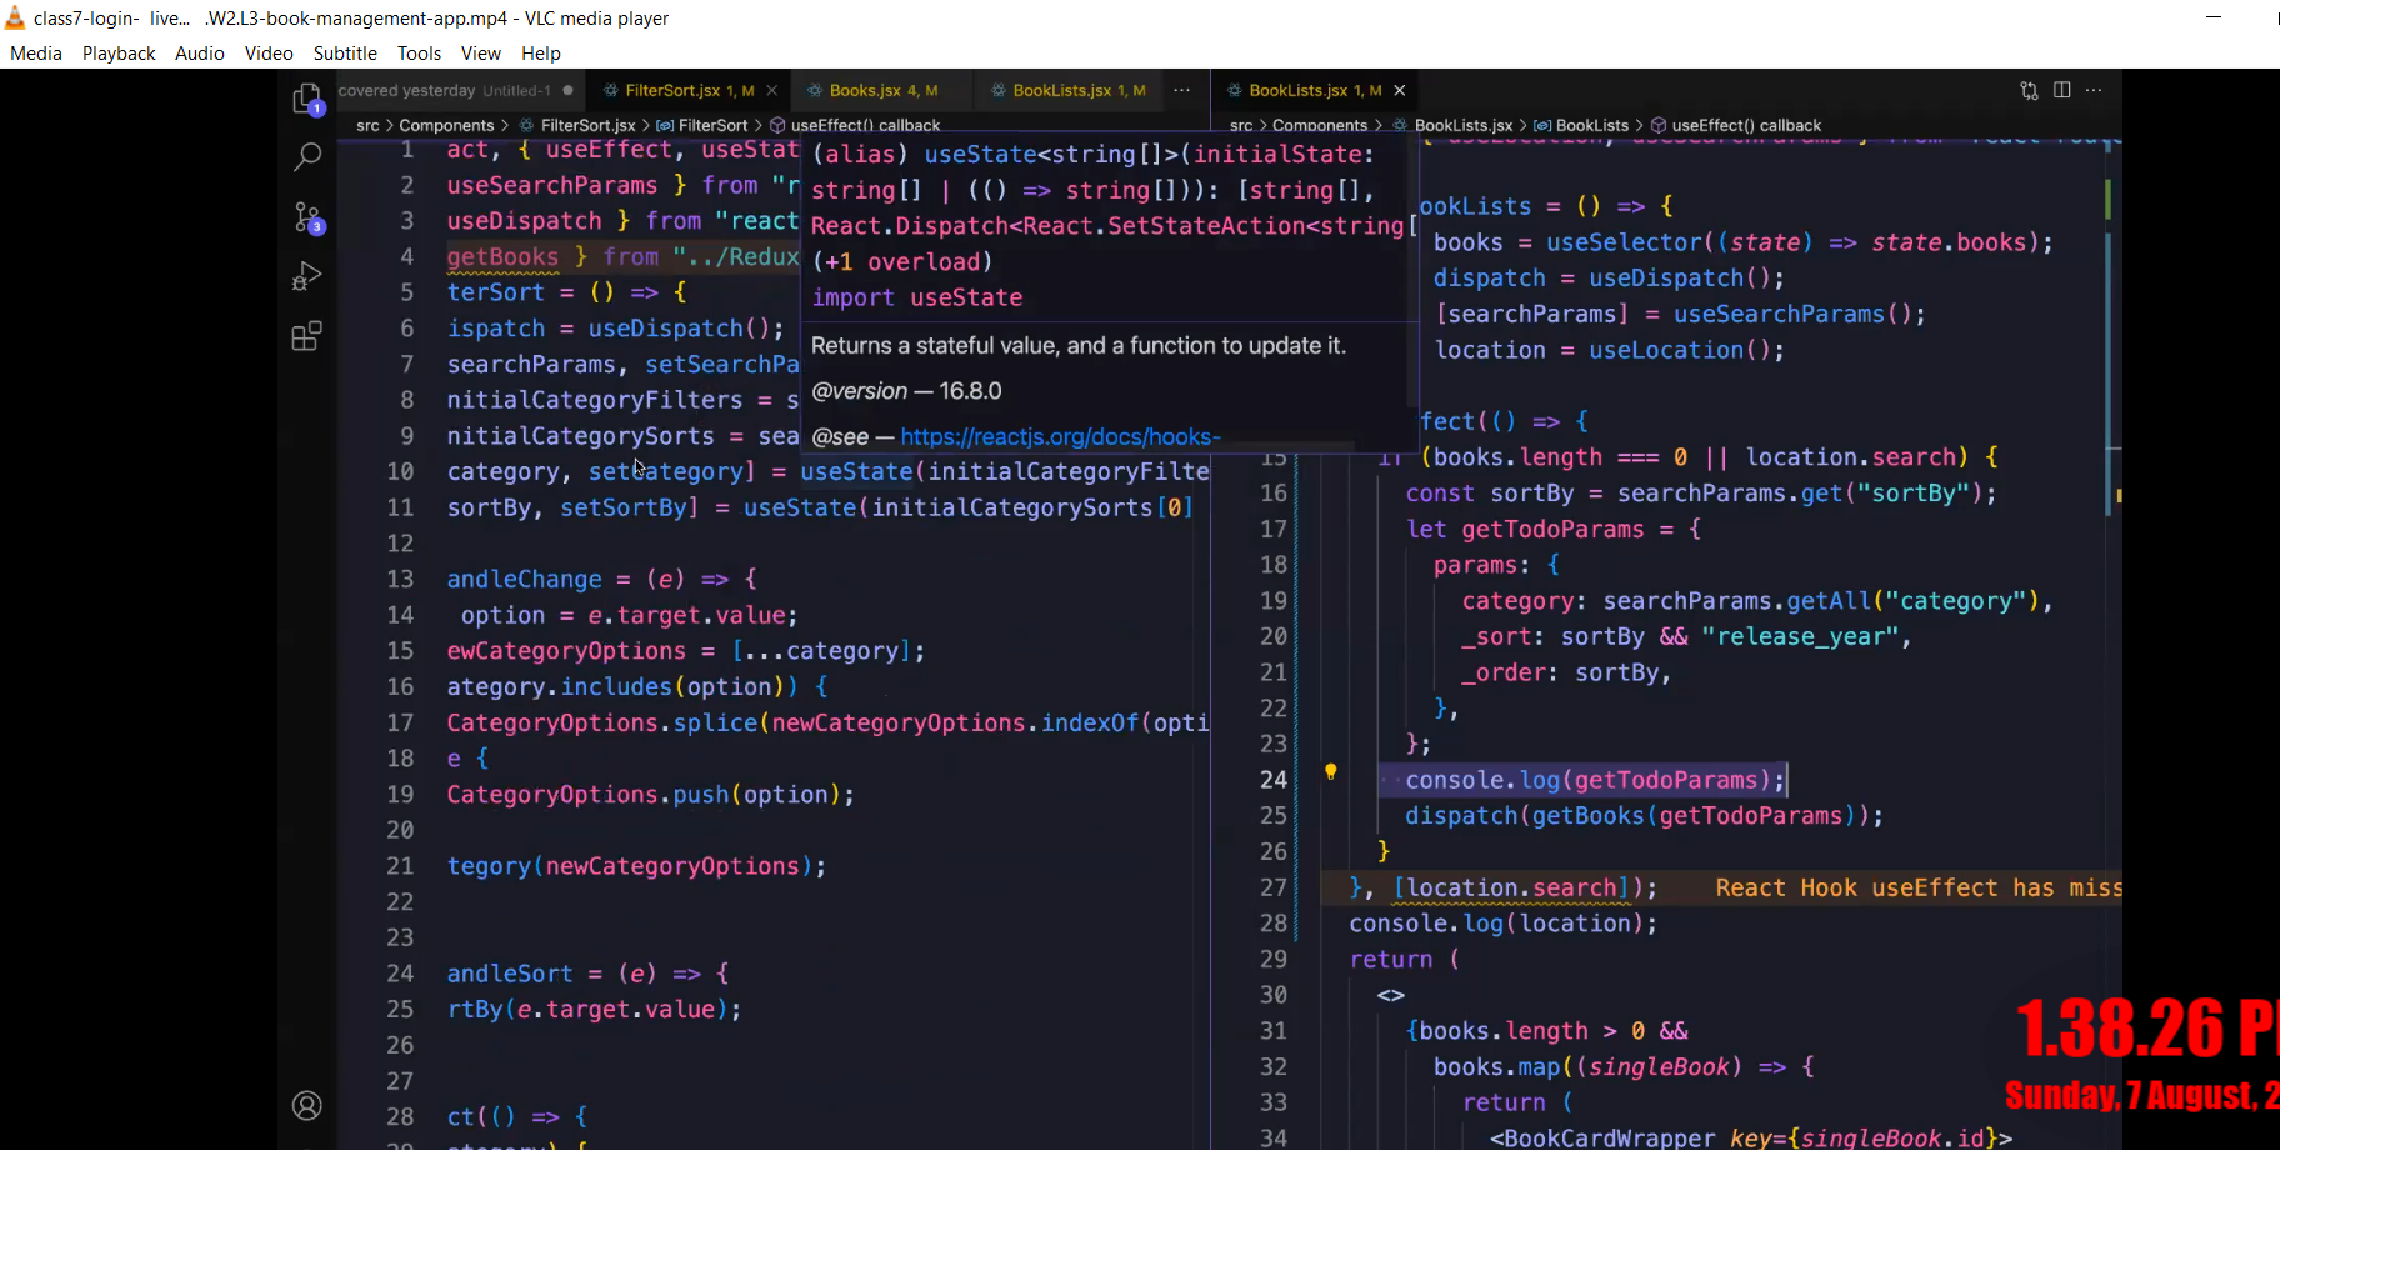 class7-login- live... .W2.L3-book-management-app.mp4 - VLC media player
Media Playback Audio Video Subtitle Tools View Help
covered yesterday Untitled-1
FilterSort.jsx 1, M
Books.jsx 4, M
BookLists.jsx 1, M
src > Components > FilterSort.jsx > FilterSort > useEffect() callback
1 act, { useEffect, useStat
2 useSearchParams } from "r
3 useDispatch } from "react
4 getBooks } from "../Redux
5 terSort = () => {
6 ispatch = useDispatch();
7 searchParams, setSearchPa
8 nitialCategoryFilters = s
9 nitialCategorySorts = sea
10 category, setCategory] = useState(initialCategoryFilte
11 sortBy, setSortBy] = useState(initialCategorySorts[0]
12
13 andleChange = (e) => {
14 option = e.target.value;
15 ewCategoryOptions = [...category];
16 ategory.includes(option)) {
17 CategoryOptions.splice(newCategoryOptions.indexOf(opti
18 e {
19 CategoryOptions.push(option);
20
21 tegory(newCategoryOptions);
22
23
24 andleSort = (e) => {
25 rtBy(e.target.value);
26
27
28 ct(() => {
(alias) useState<string[]>(initialState:
string[] | (() => string[])): [string[],
React.Dispatch<React.SetStateAction<string[
(+1 overload)
import useState
Returns a stateful value, and a function to update it.
@version — 16.8.0
@see — https://reactjs.org/docs/hooks-
BookLists.jsx 1, M
src > Components > BookLists.jsx > BookLists > useEffect() callback
ookLists = () => {
books = useSelector((state) => state.books);
dispatch = useDispatch();
[searchParams] = useSearchParams();
location = useLocation();
fect(() => {
15 if (books.length === 0 || location.search) {
16 const sortBy = searchParams.get("sortBy");
17 let getTodoParams = {
18 params: {
19 category: searchParams.getAll("category"),
20 _sort: sortBy && "release_year",
21 _order: sortBy,
22 },
23 };
24 console.log(getTodoParams);
25 dispatch(getBooks(getTodoParams));
26 }
27 }, [location.search]); React Hook useEffect has miss
28 console.log(location);
29 return (
30 <>
31 {books.length > 0 &&
32 books.map((singleBook) => {
33 return (
34 <BookCardWrapper key={singleBook.id}>
1
3
1.38.26 P
Sunday, 7 August, 2